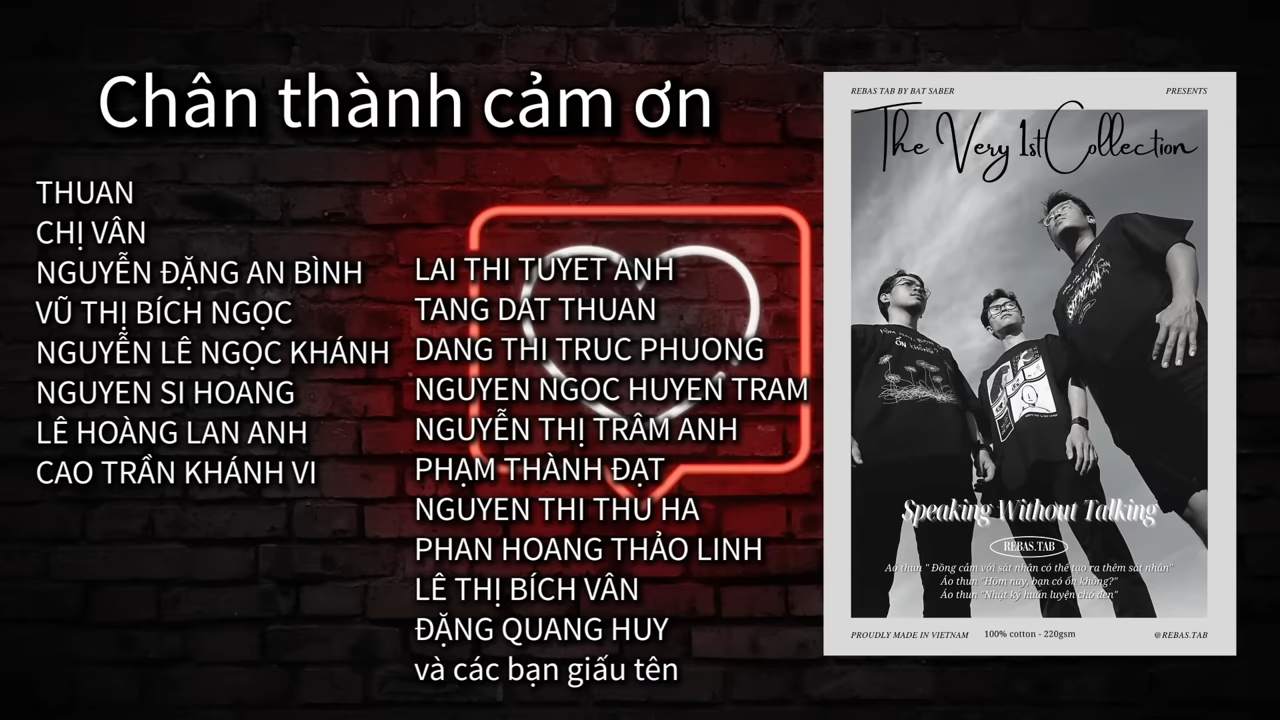 Chân thành cảm ơn
THUAN
CHỊ VÂN
NGUYỄN ĐẶNG AN BÌNH
VŨ THỊ BÍCH NGỌC
NGUYỄN LÊ NGỌC KHÁNH
NGUYEN SI HOANG
LÊ HOÀNG LAN ANH
CAO TRẦN KHÁNH VI
LAI THI TUYET ANH
TANG DAT THUAN
DANG THI TRUC PHUONG
NGUYEN NGOC HUYEN TRAM
NGUYỄN THỊ TRÂM ANH
PHẠM THÀNH ĐẠT
NGUYEN THI THU HA
PHAN HOANG THẢO LINH
LÊ THỊ BÍCH VÂN
ĐẶNG QUANG HUY
và các bạn giấu tên
REBAS TAB BY BAT SABER
PRESENTS
The Very 1st Collection
Speaking Without Talking
REBAS.TAB
Áo thun "Đồng cảm với sát nhân có thể tạo ra thêm sát nhân"
Áo thun "Hôm nay, bạn có ổn không?"
Áo thun "Nhật ký huấn luyện chó đen"
PROUDLY MADE IN VIETNAM
100% cotton - 220gsm
@REBAS.TAB